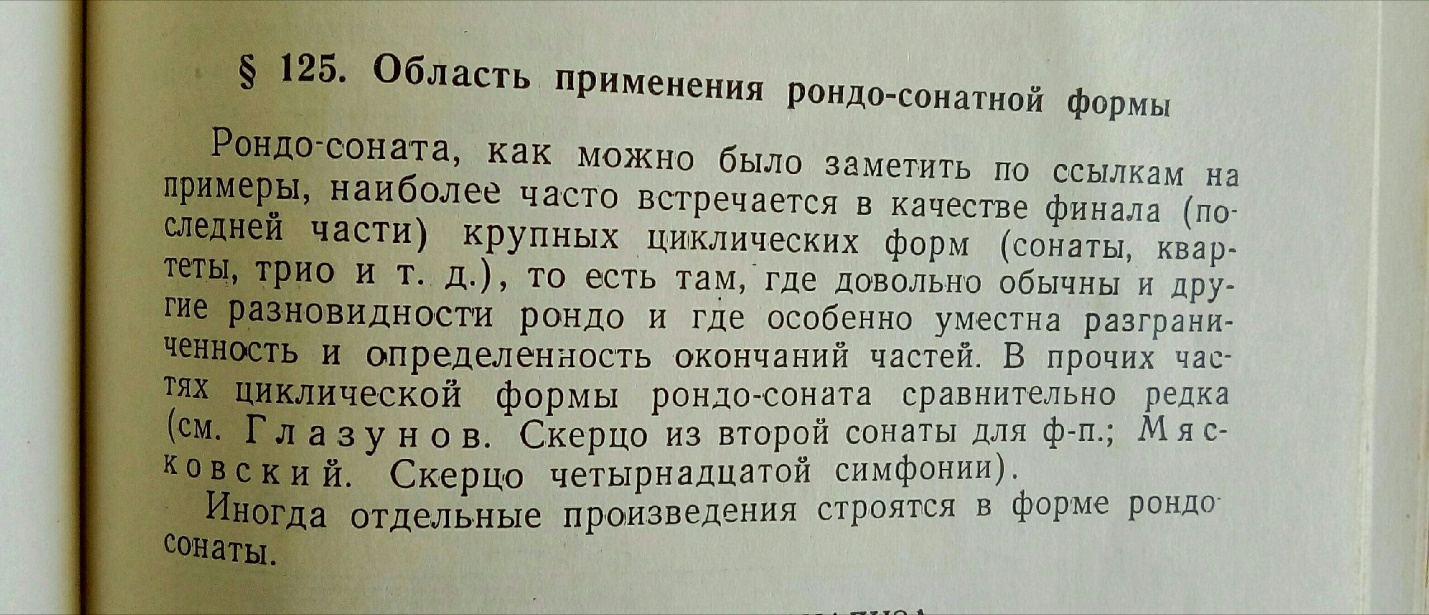 § 125. Область применения рондо-сонатной формы
Рондо-соната, как можно было заметить по ссылкам на
примеры, наиболее часто встречается в качестве финала (по-
следней части) крупных циклических форм (сонаты, квар-
теты, трио и т. д.), то есть там, где довольно обычны и дру-
гие разновидности рондо и где особенно уместна разграни-
ченность и определенность окончаний частей. В прочих час-
тях циклической формы рондо-соната сравнительно редка
(см. Глазунов. Скерцо из второй сонаты для ф-п.; Мяс-
ковский. Скерцо четырнадцатой симфонии).
Иногда отдельные произведения строятся в форме рондо-
сонаты.